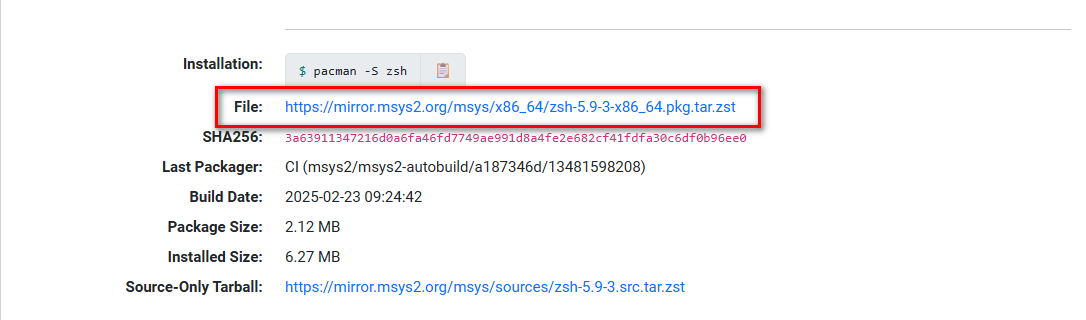 Installation: $ pacman -S zsh
File: https://mirror.msys2.org/msys/x86_64/zsh-5.9-3-x86_64.pkg.tar.zst
SHA256: 3a63911347216d0a6fa46fd7749ae991d8a4fe2e682cf41fdfa30c6df0b96ee0
Last Packager: CI (msys2/msys2-autobuild/a187346d/13481598208)
Build Date: 2025-02-23 09:24:42
Package Size: 2.12 MB
Installed Size: 6.27 MB
Source-Only Tarball: https://mirror.msys2.org/msys/sources/zsh-5.9-3.src.tar.zst